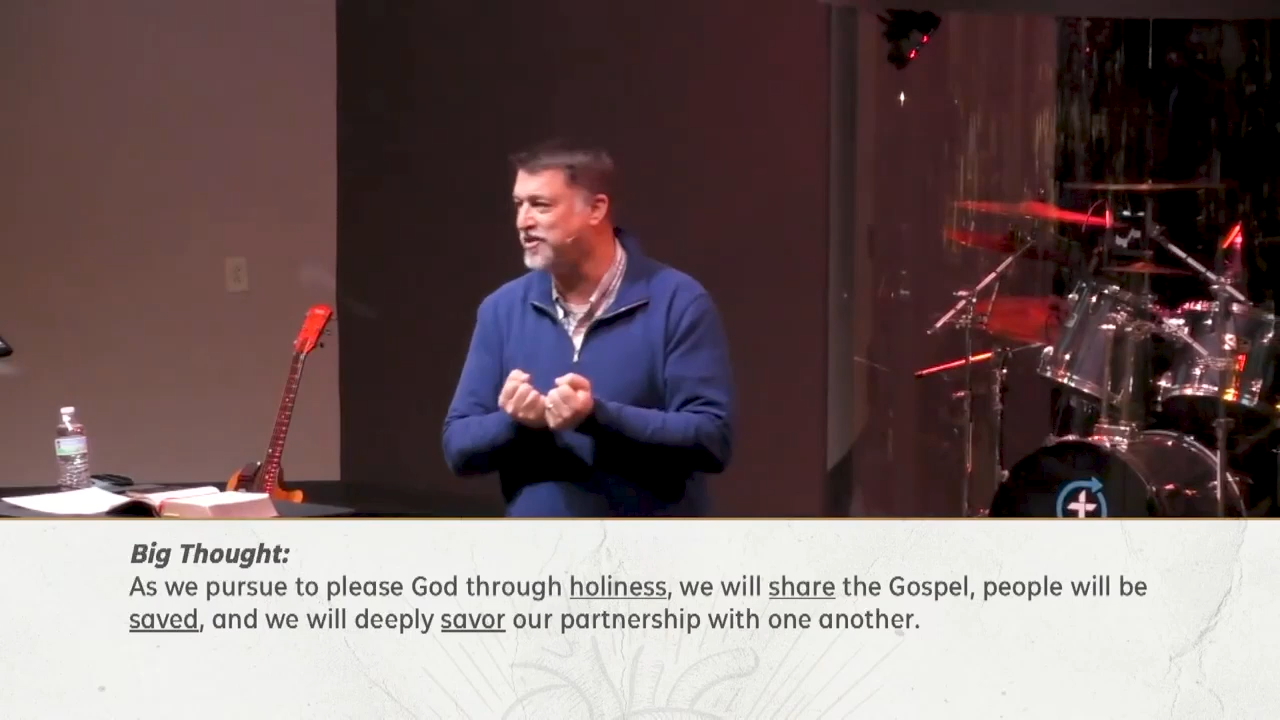 Big Thought:
As we pursue to please God through holiness, we will share the Gospel, people will be
saved, and we will deeply savor our partnership with one another.